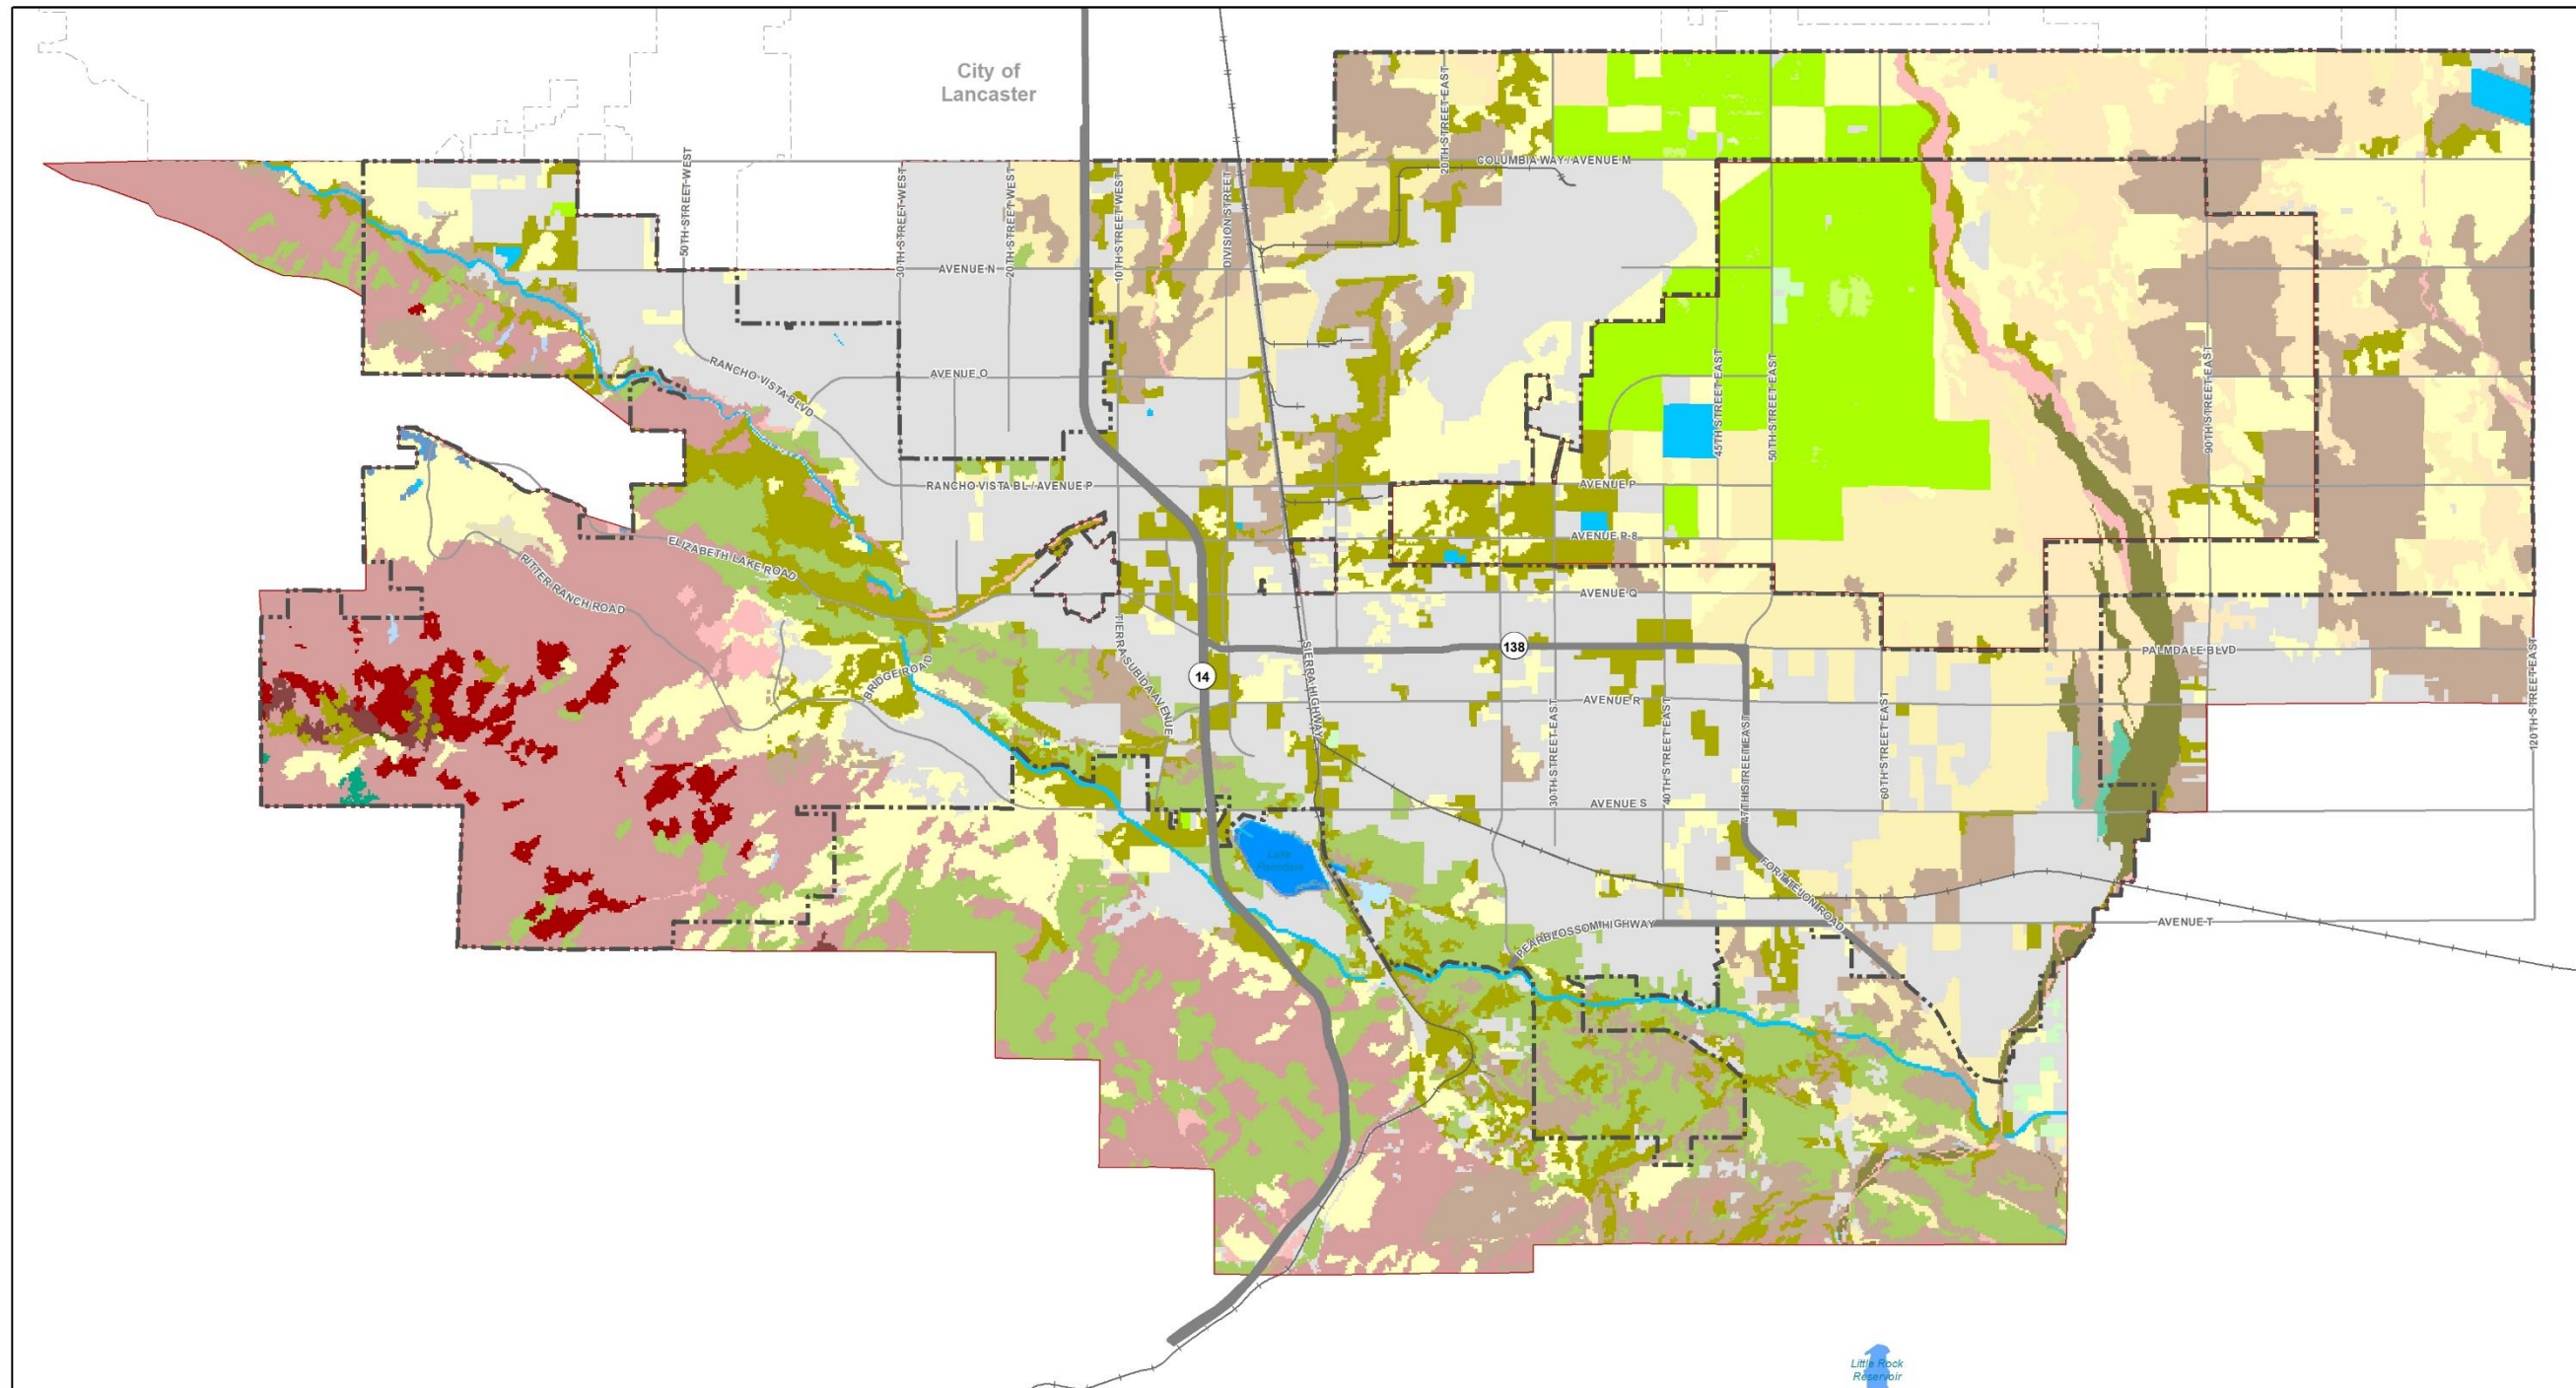 City of
Lancaster
20TH STREET EAST
COLUMBIA WAY / AVENUE M
50TH STREET WEST
30TH STREET WEST
20TH STREET WEST
10TH STREET WEST
DIVISION STREET
AVENUE N
RANCHO VISTA BLVD
AVENUE O
45TH STREET EAST
50TH STREET EAST
90TH STREET EAST
RANCHO VISTA BL / AVENUE P
AVENUE P
AVENUE P-8
ELIZABETH LAKE ROAD
RITTER RANCH ROAD
AVENUE Q
TIERRA SUBIDA AVENUE
SIERRA HIGHWAY
138
PALMDALE BLVD
BRIDGE ROAD
14
AVENUE R
30TH STREET EAST
40TH STREET EAST
47TH STREET EAST
60TH STREET EAST
120TH STREET EAST
AVENUE S
Lake
Palmdale
FORT TEJON ROAD
PEARBLOSSOM HIGHWAY
AVENUE T
Little Rock
Reservoir